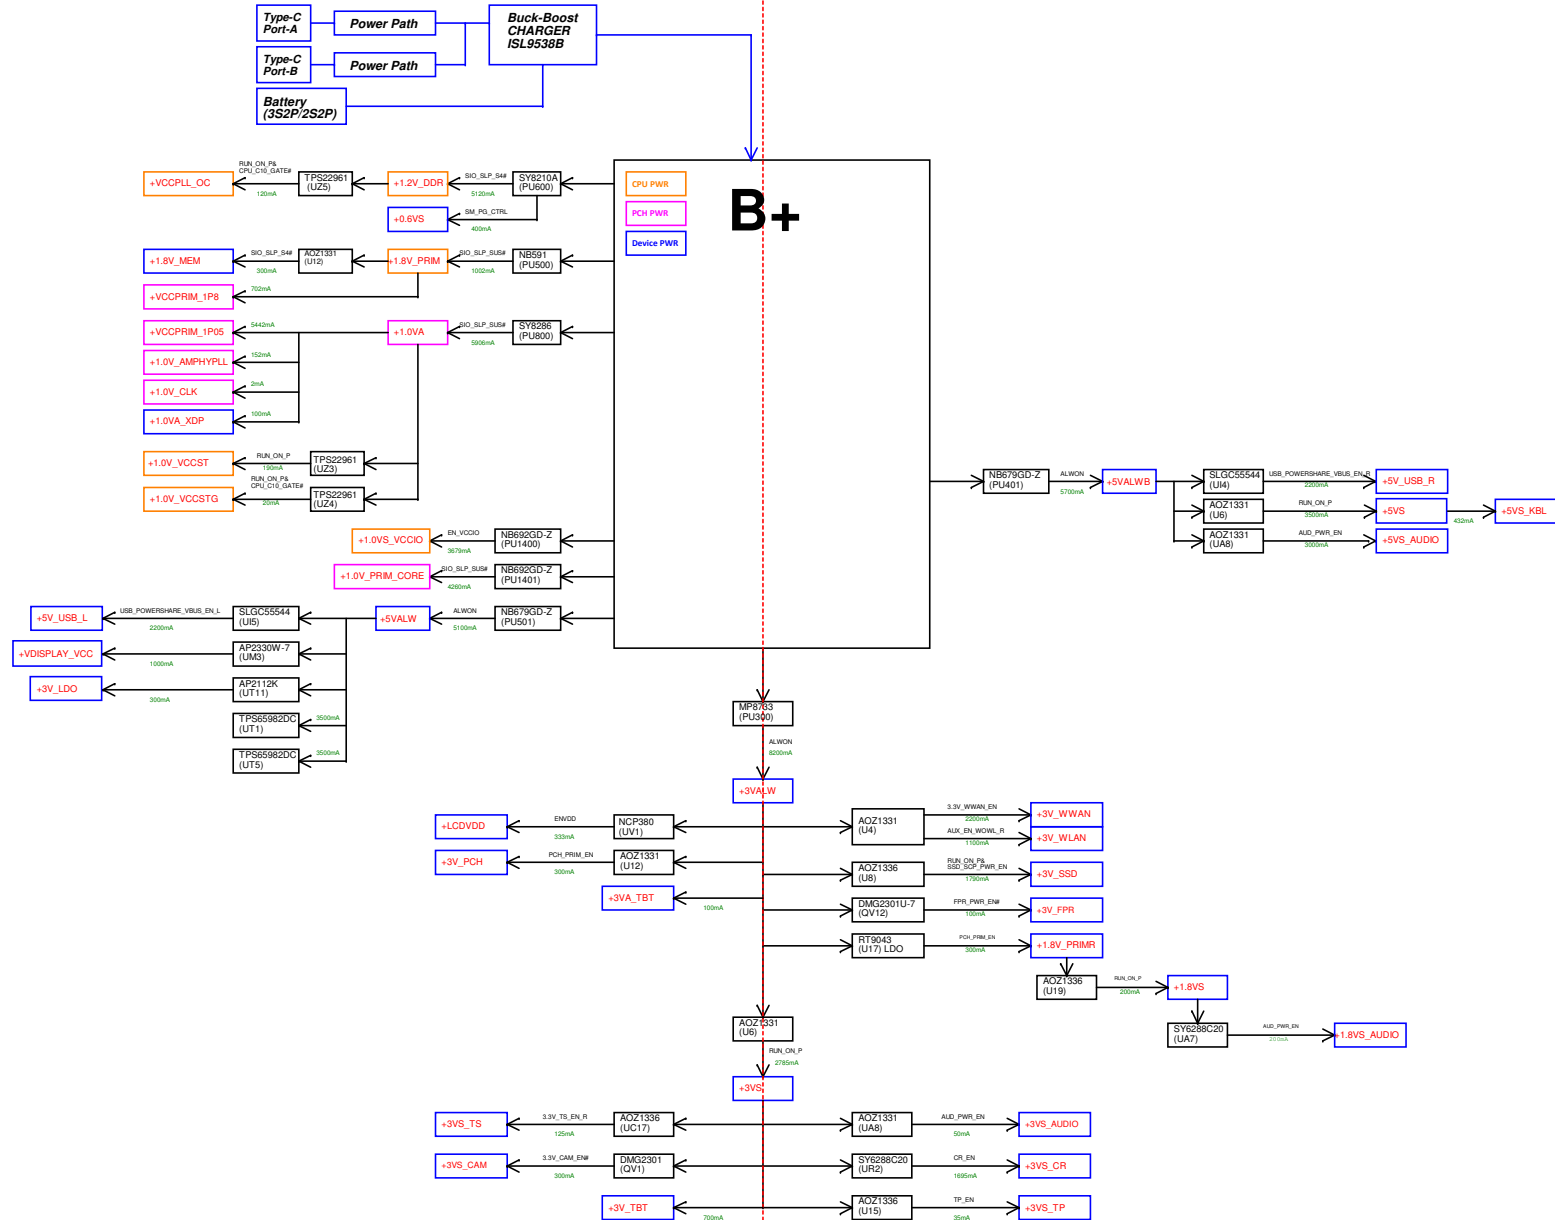 Type-C
Port-A
Power Path
Buck-Boost
CHARGER
ISL9538B
Type-C
Port-B
Power Path
Battery
(3S2P/2S2P)
B+
CPU PWR
PCH PWR
Device PWR
+VCCPLL_OC
RUN_ON_P&
CPU_C10_GATE#
120mA
TPS22961
(UZ5)
+1.2V_DDR
SIO_SLP_S4#
5120mA
SY8210A
(PU600)
+0.6VS
SM_PG_CTRL
400mA
+1.8V_MEM
SIO_SLP_S4#
300mA
AOZ1331
(U12)
+1.8V_PRIM
SIO_SLP_SUS#
1002mA
NB591
(PU500)
+VCCPRIM_1P8
702mA
+VCCPRIM_1P05
5442mA
+1.0VA
SIO_SLP_SUS#
5906mA
SY8286
(PU800)
+1.0V_AMPHYPLL
152mA
+1.0V_CLK
2mA
+1.0VA_XDP
100mA
+1.0V_VCCST
RUN_ON_P
190mA
TPS22961
(UZ3)
+1.0V_VCCSTG
RUN_ON_P&
CPU_C10_GATE#
20mA
TPS22961
(UZ4)
+1.0VS_VCCIO
EN_VCCIO
3679mA
NB692GD-Z
(PU1400)
+1.0V_PRIM_CORE
SIO_SLP_SUS#
4260mA
NB692GD-Z
(PU1401)
+5V_USB_L
USB_POWERSHARE_VBUS_EN_L
2200mA
SLGC55544
(UI5)
+5VALW
ALWON
5100mA
NB679GD-Z
(PU501)
+VDISPLAY_VCC
1000mA
AP2330W-7
(UM3)
+3V_LDO
300mA
AP2112K
(UT11)
TPS65982DC
(UT1)
3500mA
TPS65982DC
(UT5)
3500mA
NB679GD-Z
(PU401)
ALWON
5700mA
+5VALWB
SLGC55544
(UI4)
USB_POWERSHARE_VBUS_EN_R
2200mA
+5V_USB_R
AOZ1331
(U6)
RUN_ON_P
3500mA
+5VS
432mA
+5VS_KBL
AOZ1331
(UA8)
AUD_PWR_EN
3000mA
+5VS_AUDIO
MP8733
(PU300)
ALWON
8200mA
+3VALW
+LCDVDD
ENVDD
333mA
NCP380
(UV1)
+3V_PCH
PCH_PRIM_EN
300mA
AOZ1331
(U12)
+3VA_TBT
100mA
AOZ1331
(U4)
3.3V_WWAN_EN
2200mA
+3V_WWAN
AUX_EN_WOWL_R
1100mA
+3V_WLAN
AOZ1336
(U8)
RUN_ON_P&
SSD_SCP_PWR_EN
1790mA
+3V_SSD
DMG2301U-7
(QV12)
FPR_PWR_EN#
100mA
+3V_FPR
RT9043
(U17) LDO
PCH_PRIM_EN
300mA
+1.8V_PRIMR
AOZ1336
(U19)
RUN_ON_P
200mA
+1.8VS
SY6288C20
(UA7)
AUD_PWR_EN
200mA
+1.8VS_AUDIO
AOZ1331
(U6)
RUN_ON_P
2785mA
+3VS
+3VS_TS
3.3V_TS_EN_R
125mA
AOZ1336
(UC17)
AOZ1331
(UA8)
AUD_PWR_EN
50mA
+3VS_AUDIO
+3VS_CAM
3.3V_CAM_EN#
300mA
DMG2301
(QV1)
SY6288C20
(UR2)
CR_EN
1695mA
+3VS_CR
+3V_TBT
700mA
AOZ1336
(U15)
TP_EN
35mA
+3VS_TP